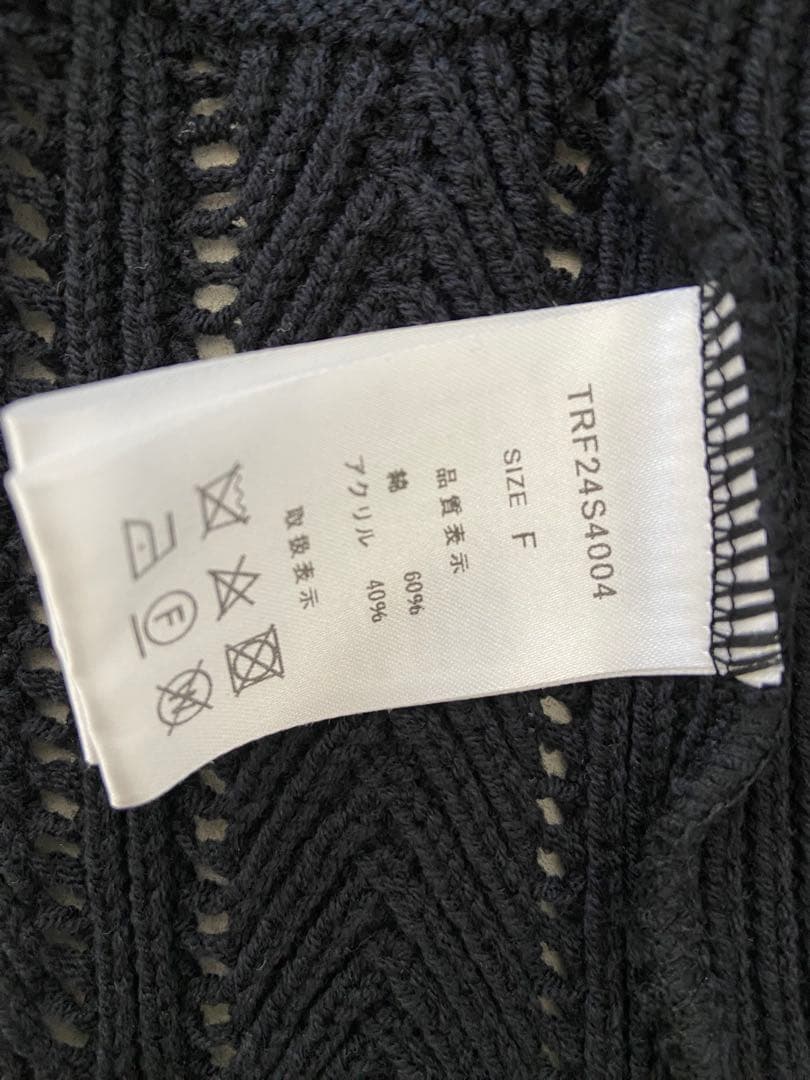 TRF24S4004
SIZE F
品質表示
綿 60%
アクリル 40%
取扱表示
F
W